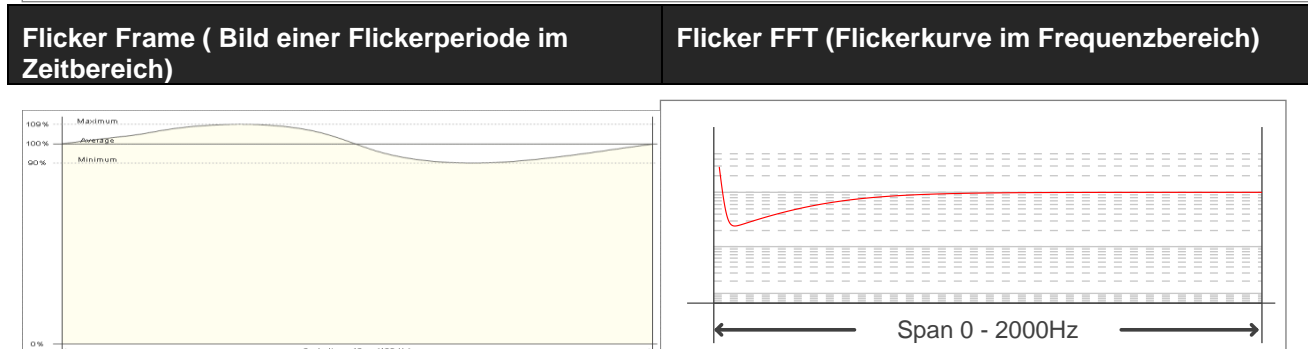 Flicker Frame ( Bild einer Flickerperiode im
Zeitbereich)
Flicker FFT (Flickerkurve im Frequenzbereich)
109%
Maximum
100%
Average
90%
Minimum
0%
Span 0 - 2000Hz